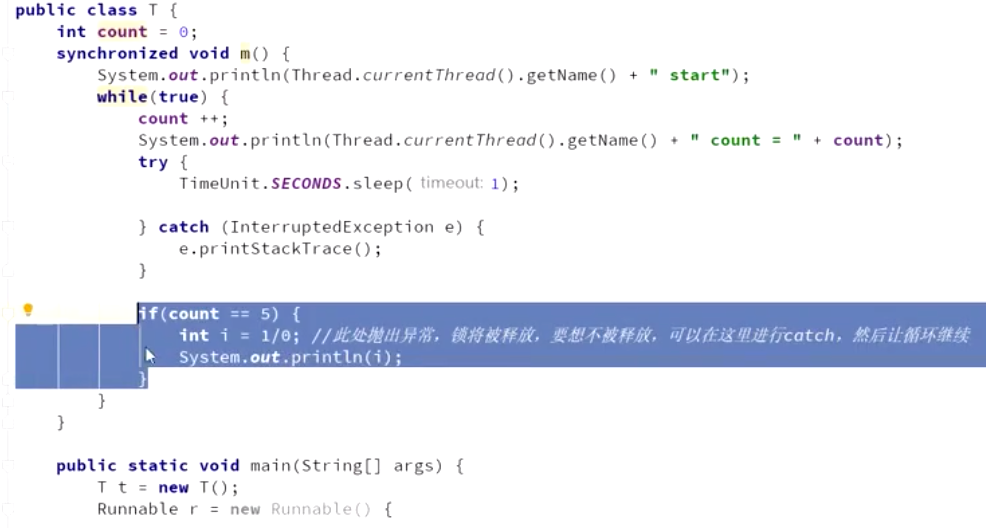 public class T {
int count = 0;
synchronized void m() {
System.out.println(Thread.currentThread().getName() + " start");
while(true) {
count ++;
System.out.println(Thread.currentThread().getName() + " count = " + count);
try {
TimeUnit.SECONDS.sleep( timeout: 1);
} catch (InterruptedException e) {
e.printStackTrace();
}
if(count == 5) {
int i = 1/0; //此处抛出异常，锁将被释放，要想不被释放，可以在这里进行catch，然后让循环继续
System.out.println(i);
}
}
}
public static void main(String[] args) {
T t = new T();
Runnable r = new Runnable() {